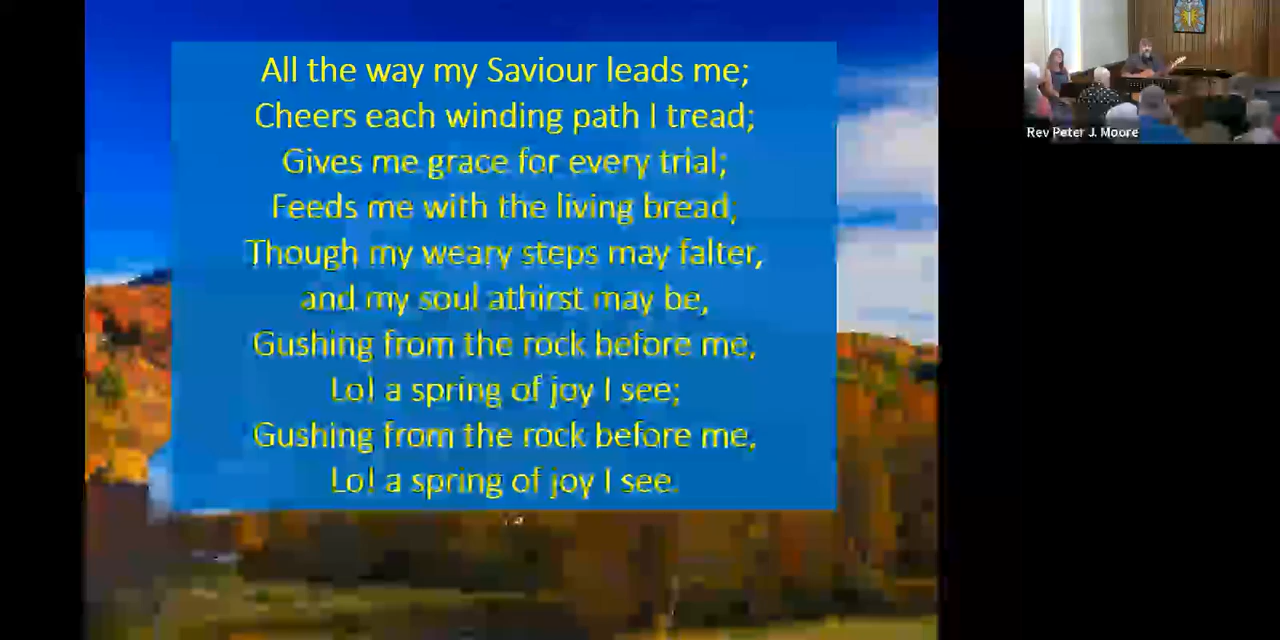 All the way my Saviour leads me;
Cheers each winding path I tread;
Gives me grace for every trial;
Feeds me with the living bread;
Though my weary steps may falter,
and my soul athirst may be,
Gushing from the rock before me,
Lo! a spring of joy I see;
Gushing from the rock before me,
Lo! a spring of joy I see.
Rev Peter J. Moore